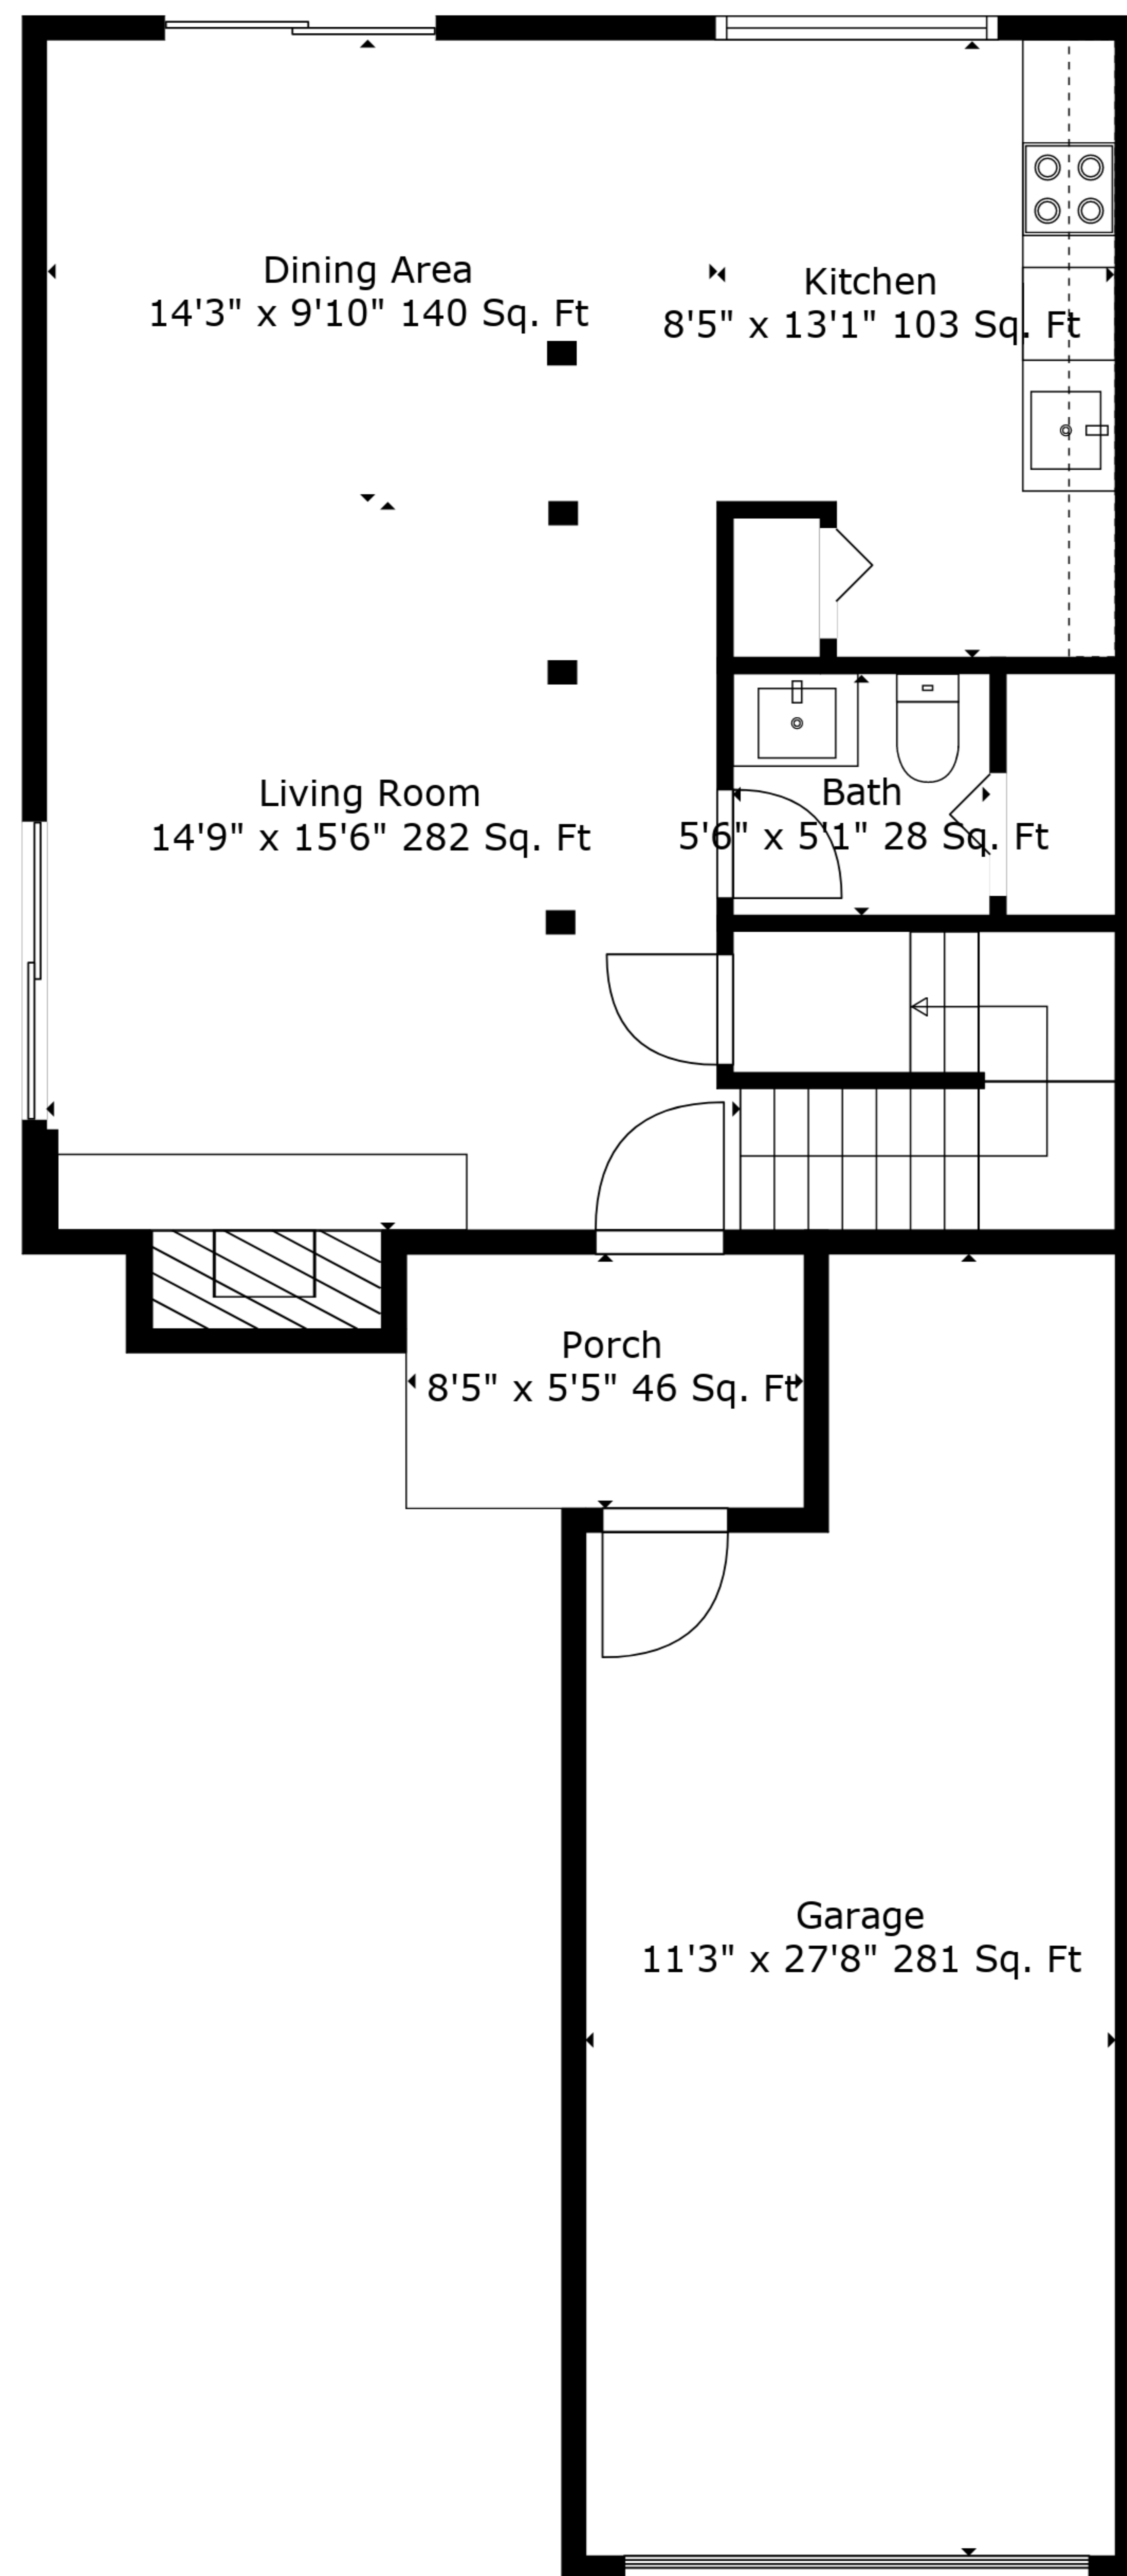 Dining Area
14'3" x 9'10" 140 Sq. Ft
Kitchen
8'5" x 13'1" 103 Sq. Ft
Living Room
14'9" x 15'6" 282 Sq. Ft
Bath
5'6" x 5'1" 28 Sq. Ft
Porch
8'5" x 5'5" 46 Sq. Ft
Garage
11'3" x 27'8" 281 Sq. Ft